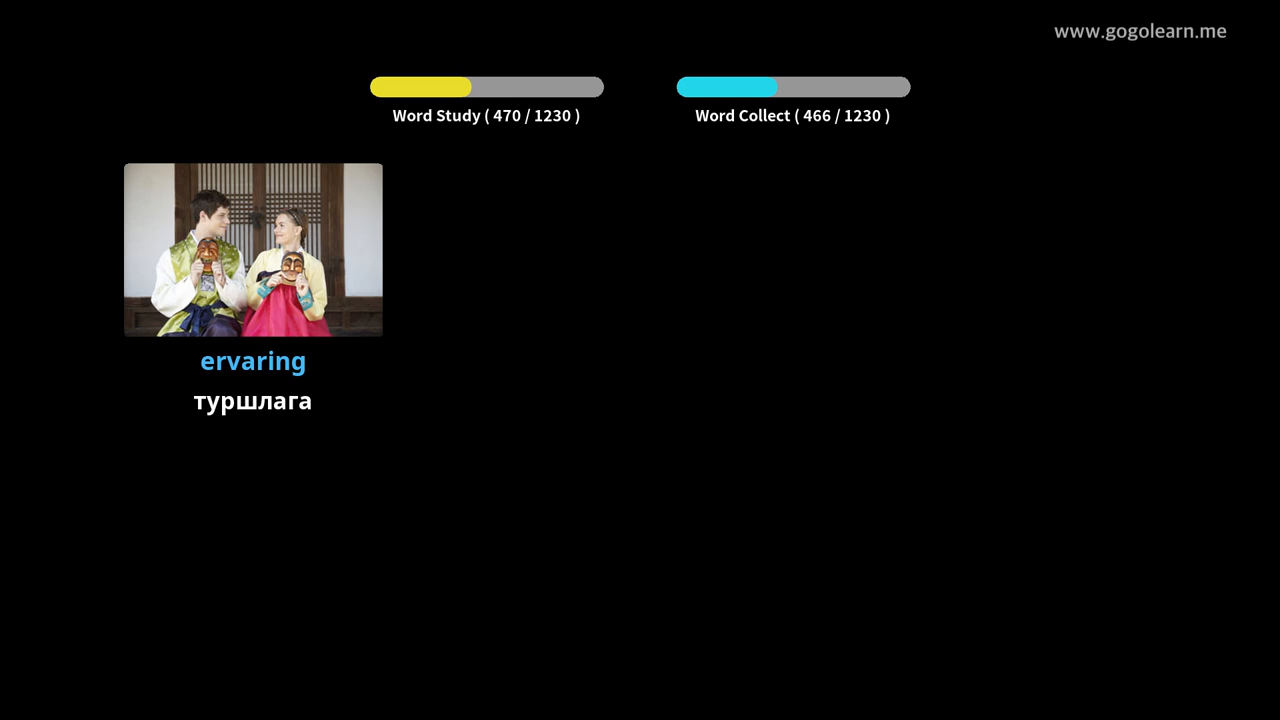 www.gogolearn.me
Word Study ( 470 / 1230 )
Word Collect ( 466 / 1230 )
ervaring
туршлага